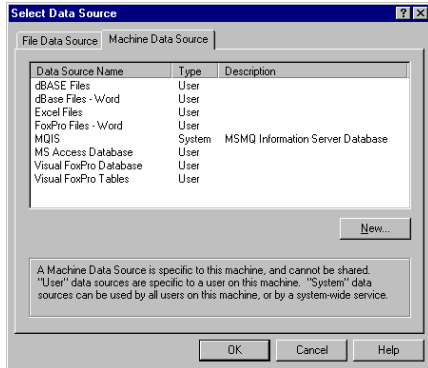 Select Data Source
File Data Source Machine Data Source
Data Source Name Type Description
dBASE Files User
dBase Files - Word User
Excel Files User
FoxPro Files - Word User
MQIS System MSMQ Information Server Database
MS Access Database User
Visual FoxPro Database User
Visual FoxPro Tables User
New...
A Machine Data Source is specific to this machine, and cannot be shared.
"User" data sources are specific to a user on this machine. "System" data
sources can be used by all users on this machine, or by a system-wide service.
OK Cancel Help